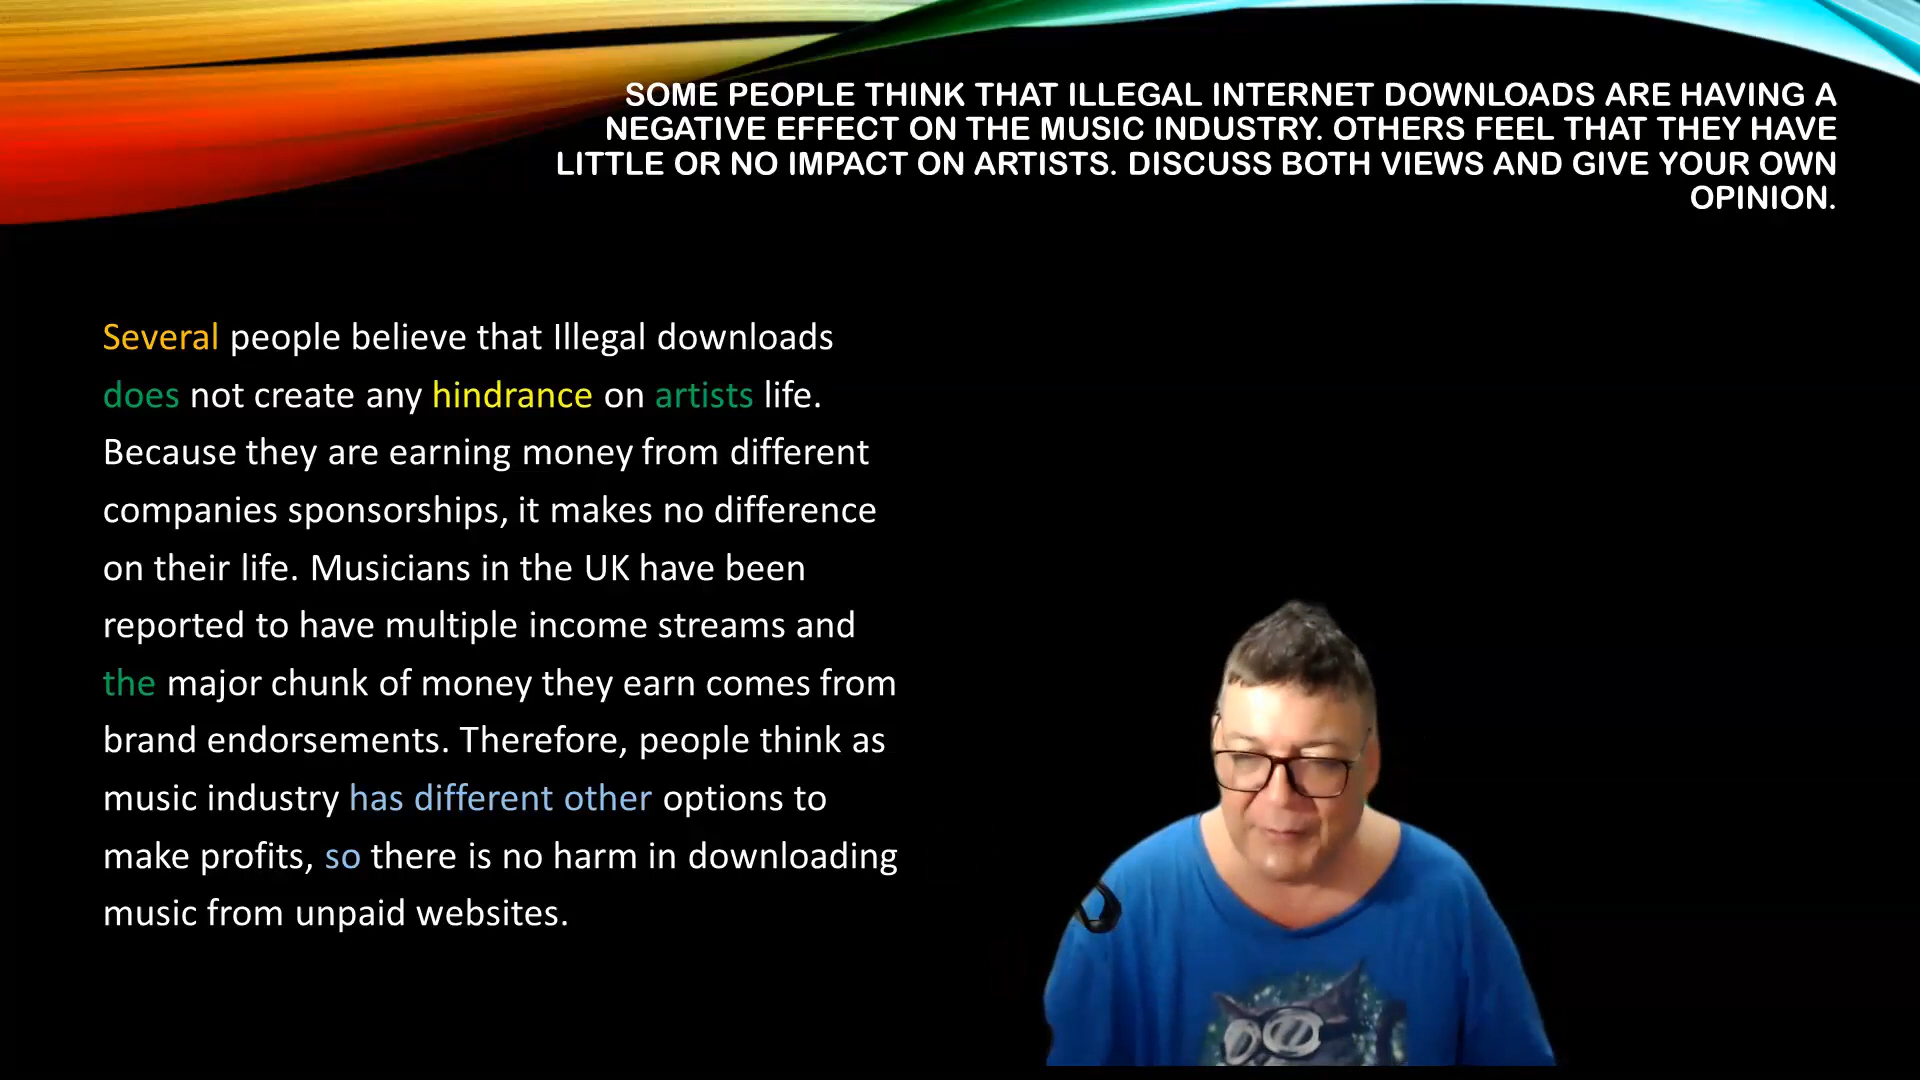 SOME PEOPLE THINK THAT ILLEGAL INTERNET DOWNLOADS ARE HAVING A
NEGATIVE EFFECT ON THE MUSIC INDUSTRY. OTHERS FEEL THAT THEY HAVE
LITTLE OR NO IMPACT ON ARTISTS. DISCUSS BOTH VIEWS AND GIVE YOUR OWN
OPINION.
Several people believe that Illegal downloads
does not create any hindrance on artists life.
Because they are earning money from different
companies sponsorships, it makes no difference
on their life. Musicians in the UK have been
reported to have multiple income streams and
the major chunk of money they earn comes from
brand endorsements. Therefore, people think as
music industry has different other options to
make profits, so there is no harm in downloading
music from unpaid websites.